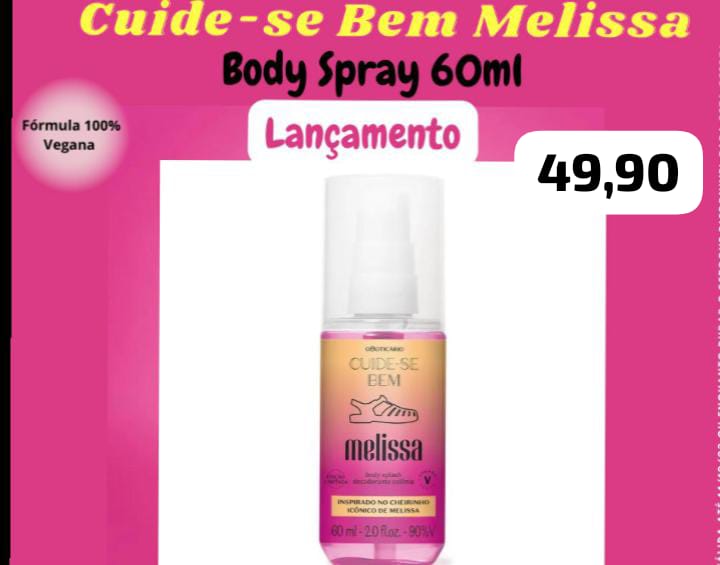 Cuide-se Bem Melissa
Body Spray 60ml
Fórmula 100%
Vegana
Lançamento
49,90
OBOTICÁRIO
CUIDE-SE
BEM
melissa
body splash
desodorante colônia
V
INSPIRADO NO CHEIRINHO
ICÔNICO DE MELISSA
60 ml - 2.0 fl.oz. - 90%V